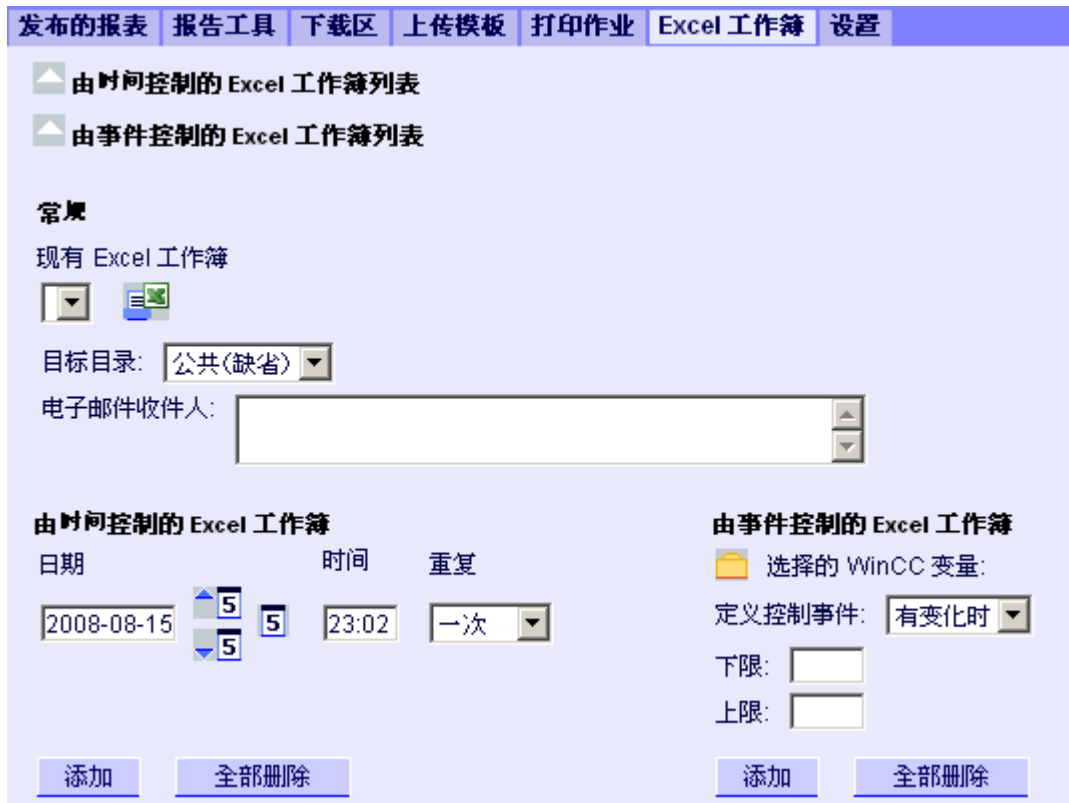 发布的报表 报告工具 下载区 上传模板 打印作业 Excel 工作簿 设置
由时间控制的 Excel 工作簿列表
由事件控制的 Excel 工作簿列表
常规
现有 Excel 工作簿
目标目录: 公共(缺省)
电子邮件收件人:
由时间控制的 Excel 工作簿
日期 时间 重复
2008-08-15 5 5 5 23:02 一次
添加 全部删除
由事件控制的 Excel 工作簿
选择的 WinCC 变量:
定义控制事件: 有变化时
下限:
上限:
添加 全部删除